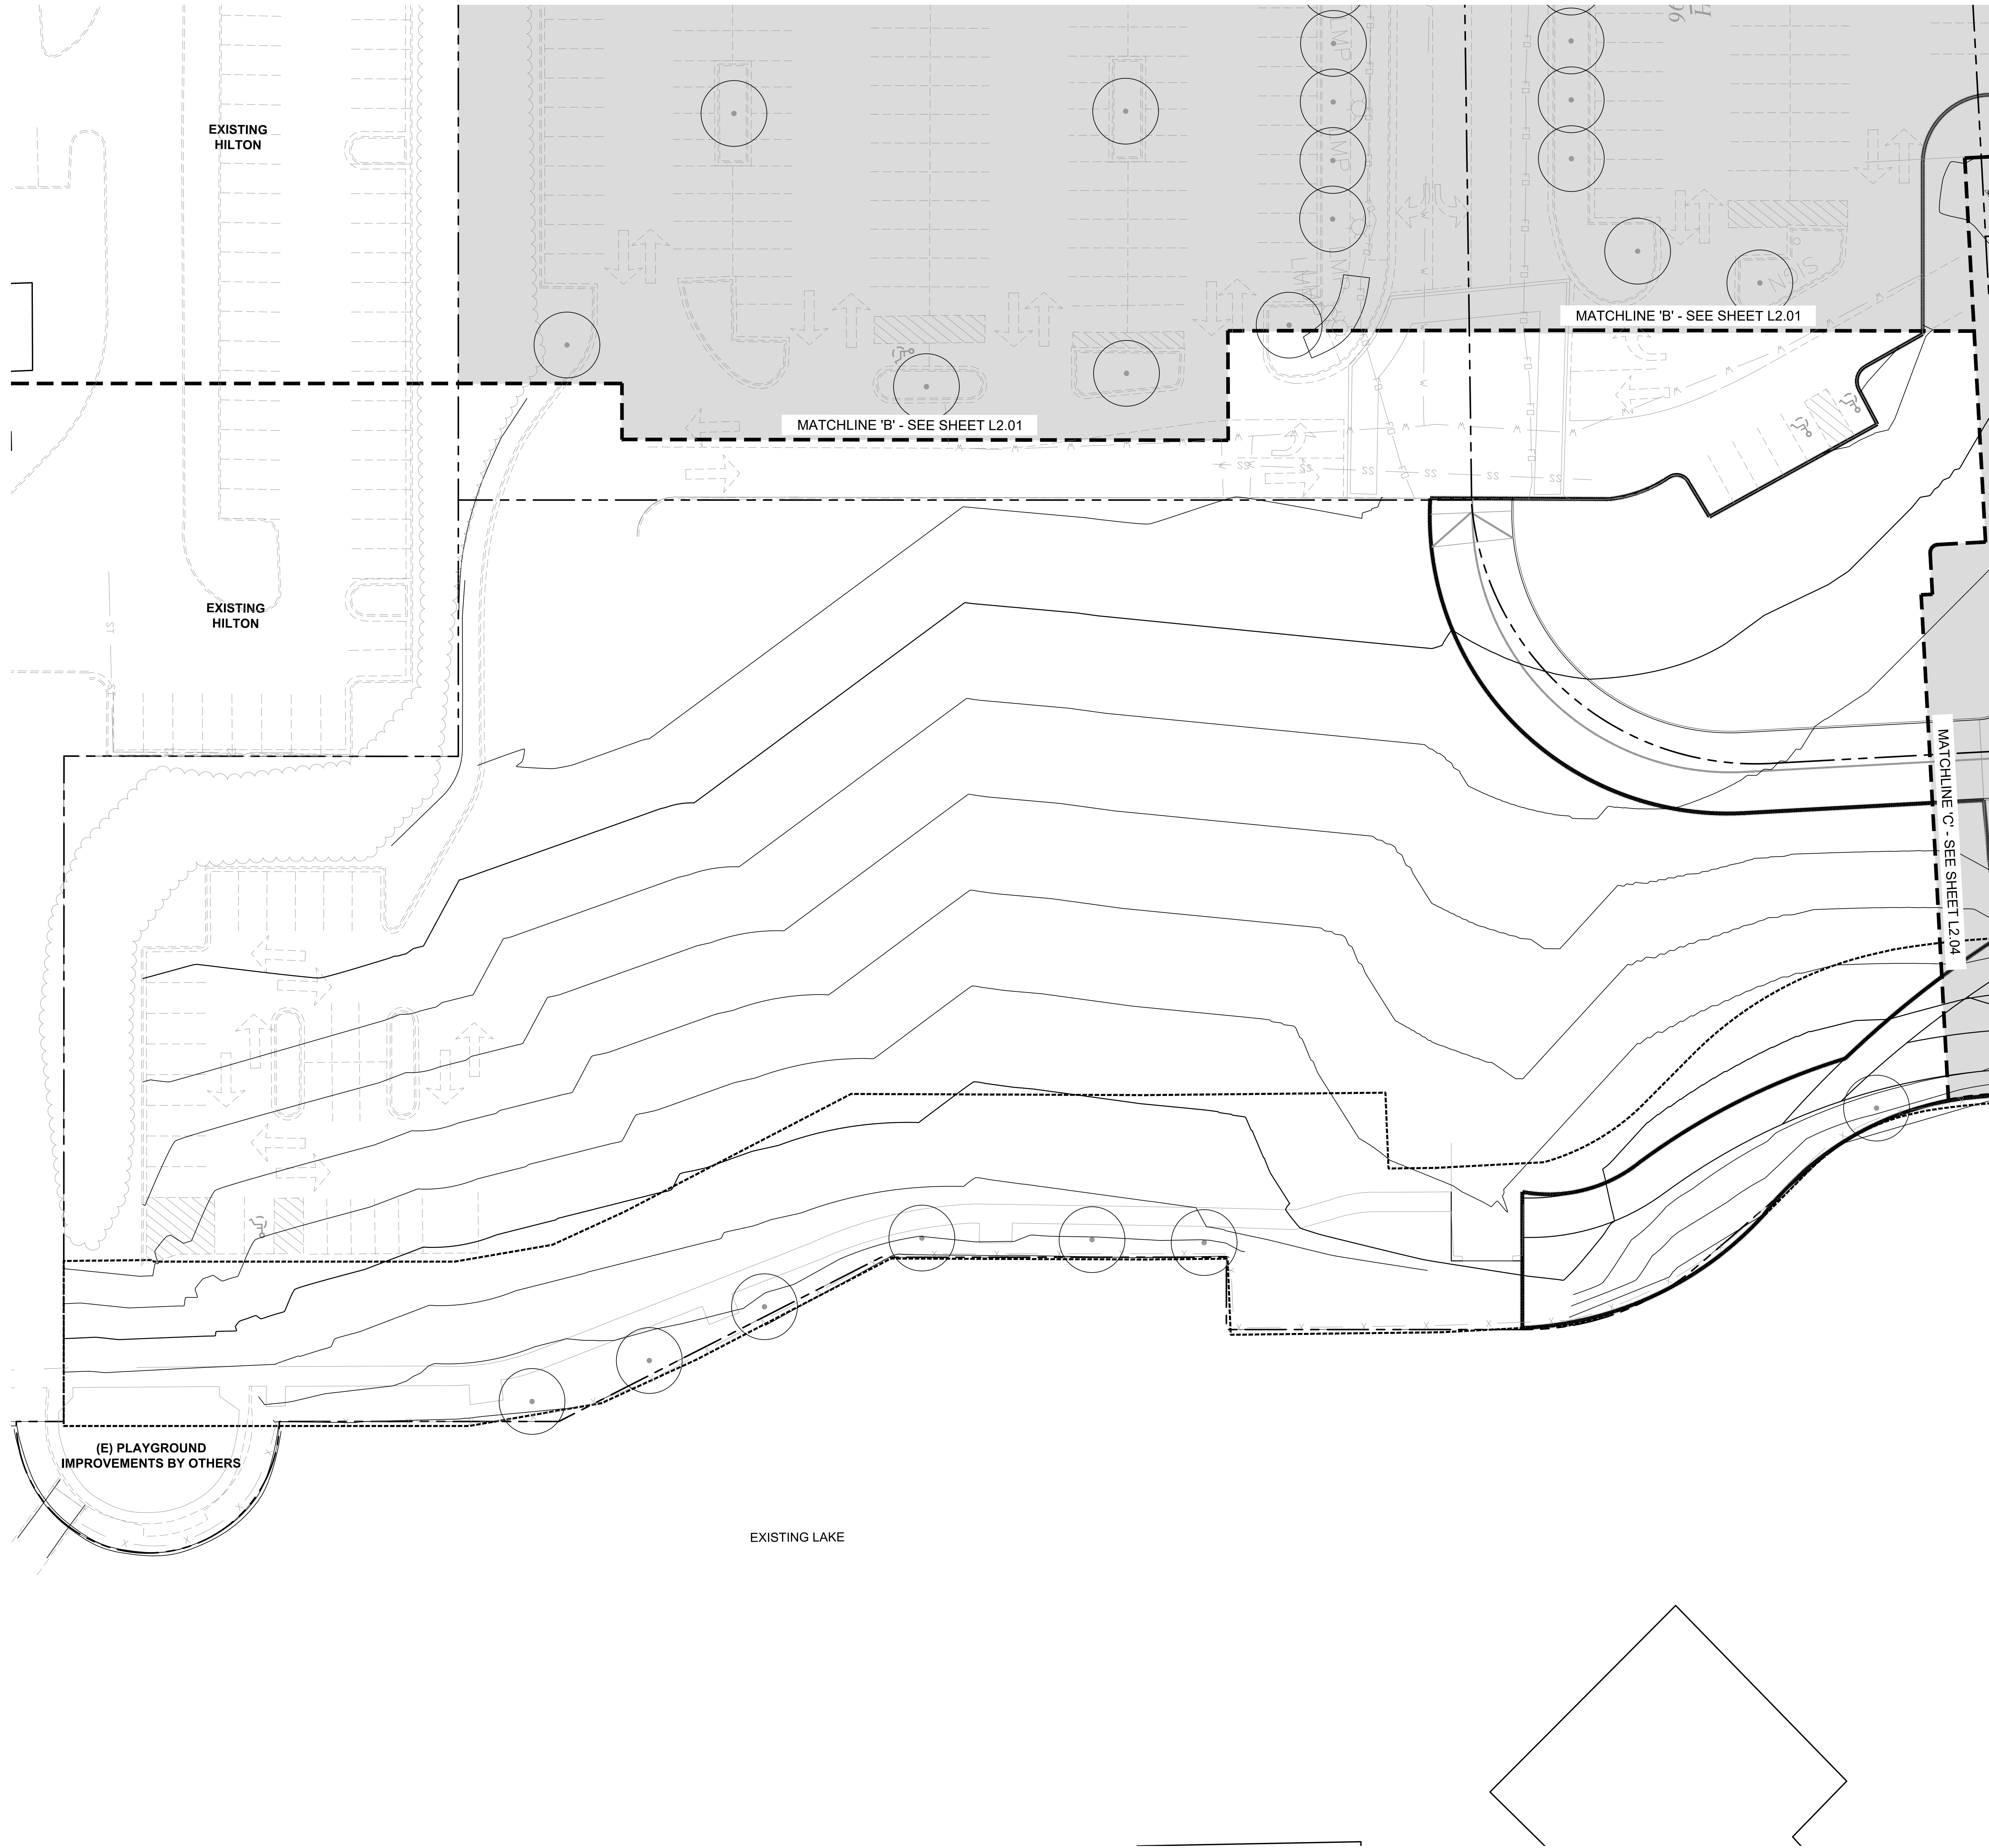 EXISTING
HILTON
MATCHLINE 'B' - SEE SHEET L2.01
MATCHLINE 'B' - SEE SHEET L2.01
EXISTING
HILTON
MATCHLINE 'C' - SEE SHEET L2.04
(E) PLAYGROUND
IMPROVEMENTS BY OTHERS
EXISTING LAKE